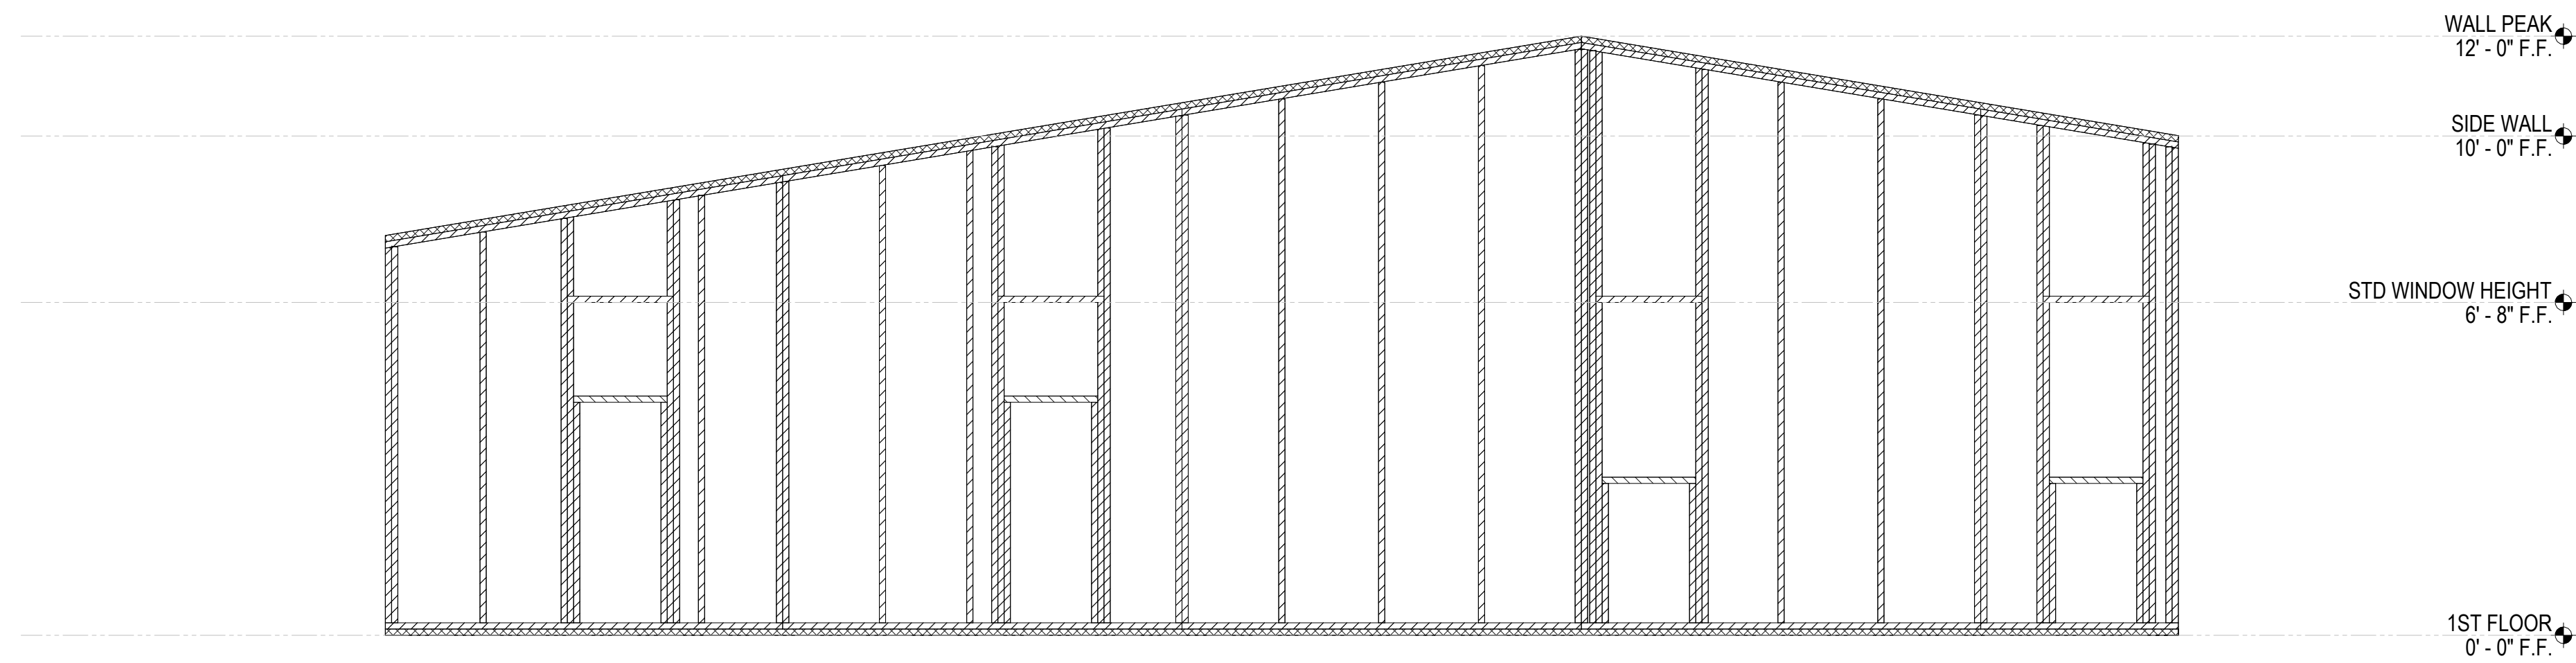 WALL PEAK
12' - 0" F.F.
SIDE WALL
10' - 0" F.F.
STD WINDOW HEIGHT
6' - 8" F.F.
1ST FLOOR
0' - 0" F.F.